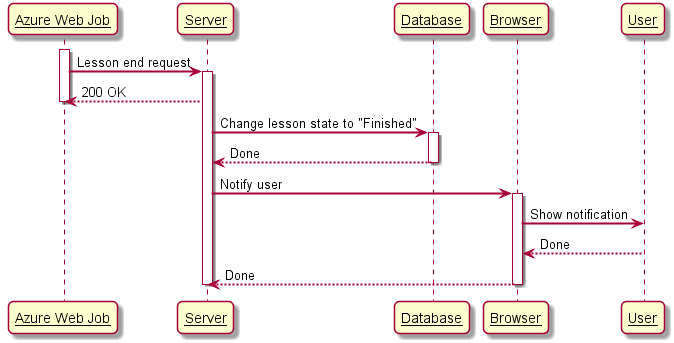 Azure Web Job Server Database Browser User
Lesson end request
200 OK
Change lesson state to "Finished"
Done
Notify user
Show notification
Done
Done
Azure Web Job Server Database Browser User